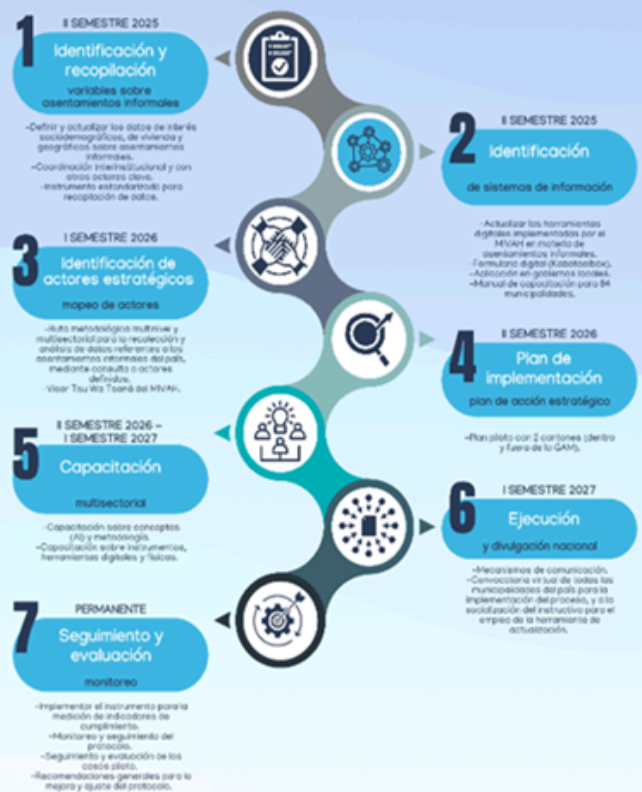 1
II SEMESTRE 2025
Identificación y
recopilación
variables sobre
asentamientos informales
-Definir y actualizar los datos de interés
sociodemográficos, de vivienda y
geográficos sobre asentamientos
informales.
-Coordinación interinstitucional y con
otros actores clave.
-Instrumento estandarizado para
recopilación de datos.
2
II SEMESTRE 2025
Identificación
de sistemas de información
-Actualizar las herramientas
digitales implementadas por el
MIVAH en materia de
asentamientos informales.
-Formulario digital (Kobotoolbox).
-Aplicación en gobiernos locales.
-Manual de capacitación para 84
municipalidades.
3
I SEMESTRE 2026
Identificación de
actores estratégicos
mapeo de actores
-Ruta metodológica multinivel y
multisectorial para la recolección y
análisis de datos referentes a los
asentamientos informales del país,
mediante consulta a actores
definidos.
-Visor Tsu Wa Tsané del MIVAH.
4
II SEMESTRE 2026
Plan de
implementación
plan de acción estratégico
-Plan piloto con 2 cantones (dentro
y fuera de la GAM).
5
II SEMESTRE 2026 –
I SEMESTRE 2027
Capacitación
multisectorial
-Capacitación sobre conceptos
(AI) y metodología.
-Capacitación sobre instrumentos,
herramientas digitales y físicas.
6
I SEMESTRE 2027
Ejecución
y divulgación nacional
-Mecanismos de comunicación.
-Convocatoria virtual de todas las
municipalidades del país para la
implementación del proceso, y a la
socialización del instructivo para el
empleo de la herramienta de
actualización.
7
PERMANENTE
Seguimiento y
evaluación
monitoreo
-Implementar el instrumento para la
medición de indicadores de
cumplimiento.
-Monitoreo y seguimiento del
protocolo.
-Seguimiento y evaluación de los
casos piloto.
-Recomendaciones generales para la
mejora y ajuste del protocolo.